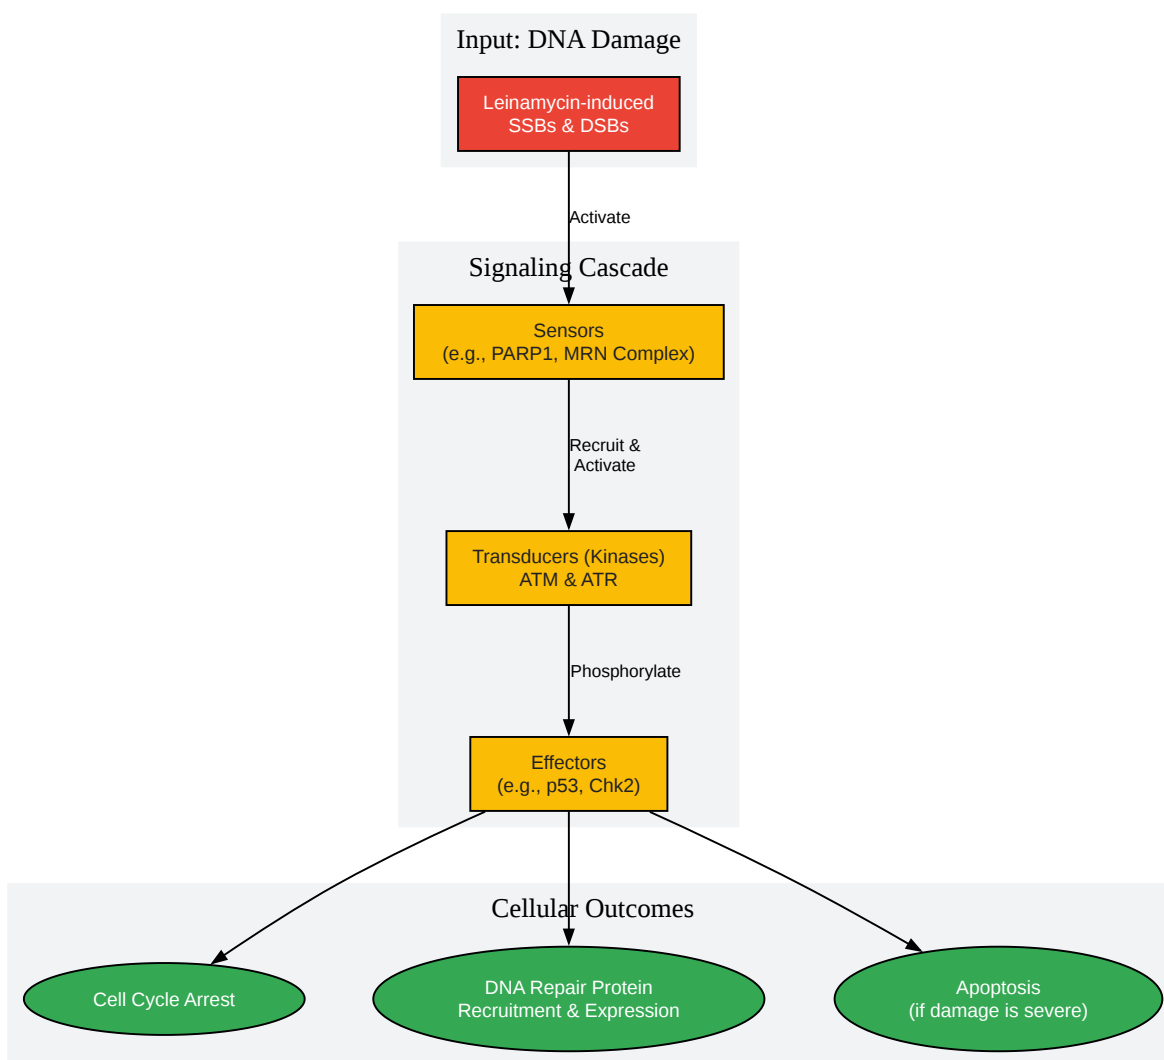 Input: DNA Damage
Leinamycin-induced
SSBs & DSBs
Activate
Signaling Cascade
Sensors
(e.g., PARP1, MRN Complex)
Recruit &
Activate
Transducers (Kinases)
ATM & ATR
Phosphorylate
Effectors
(e.g., p53, Chk2)
Cellular Outcomes
Cell Cycle Arrest
DNA Repair Protein
Recruitment & Expression
Apoptosis
(if damage is severe)